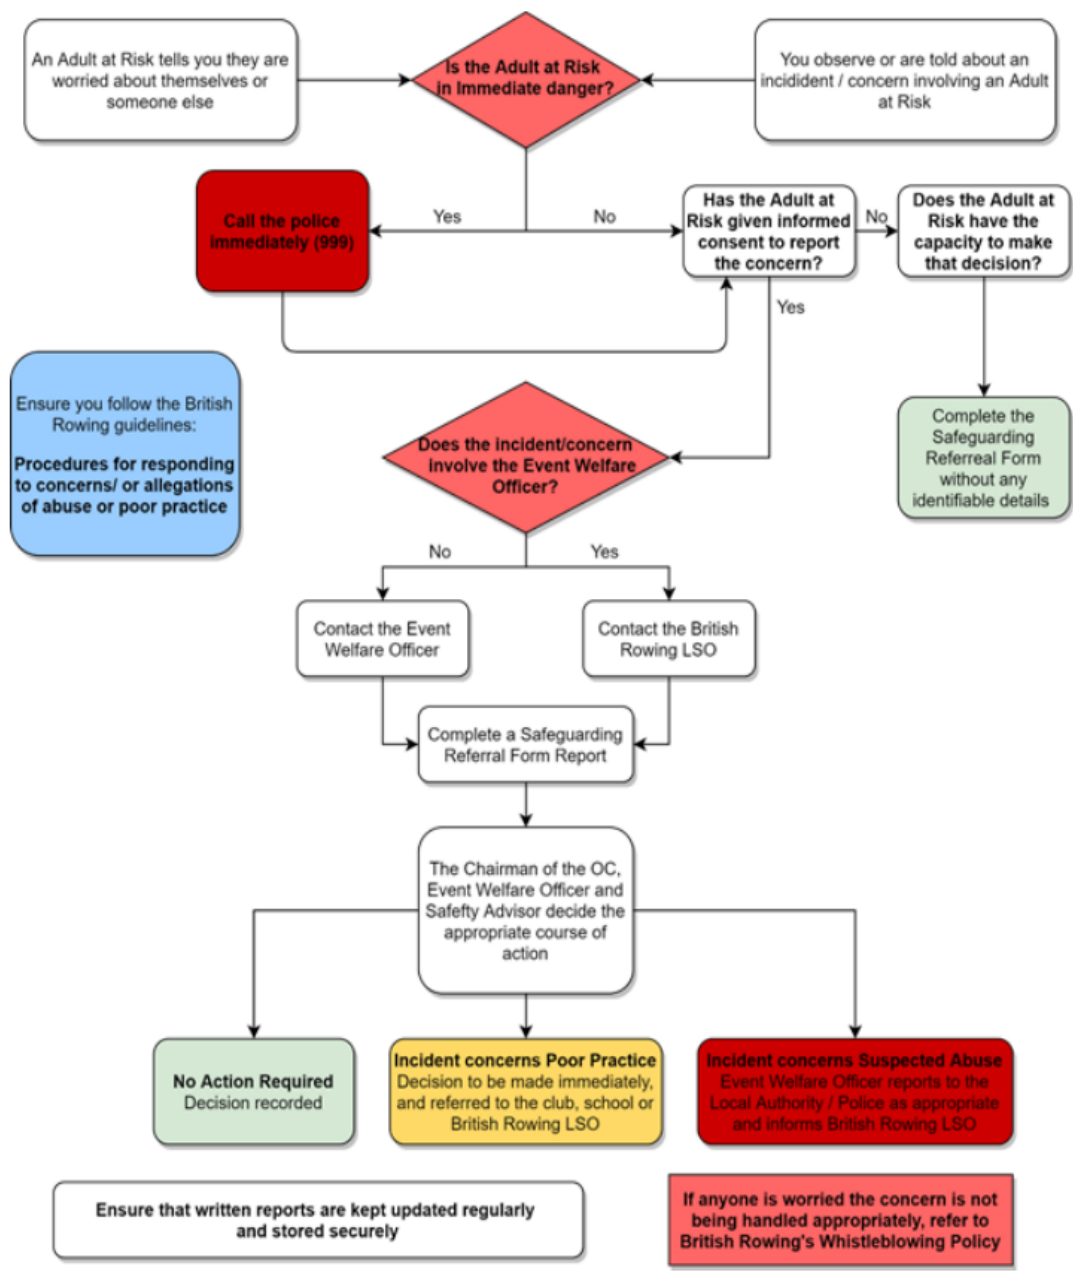 An Adult at Risk tells you they are
worried about themselves or
someone else
Is the Adult at Risk
in Immediate danger?
You observe or are told about an
incidident / concern involving an Adult
at Risk
Call the police
immediately (999)
Yes
No
Has the Adult at
Risk given informed
consent to report
the concern?
No
Does the Adult at
Risk have the
capacity to make
that decision?
Yes
Ensure you follow the British
Rowing guidelines:
Procedures for responding
to concerns/ or allegations
of abuse or poor practice
Does the incident/concern
involve the Event Welfare
Officer?
Complete the
Safeguarding
Referreal Form
without any
identifiable details
No
Yes
Contact the Event
Welfare Officer
Contact the British
Rowing LSO
Complete a Safeguarding
Referral Form Report
The Chairman of the OC,
Event Welfare Officer and
Safefty Advisor decide the
appropriate course of
action
No Action Required
Decision recorded
Incident concerns Poor Practice
Decision to be made immediately,
and referred to the club, school or
British Rowing LSO
Incident concerns Suspected Abuse
Event Welfare Officer reports to the
Local Authority / Police as appropriate
and informs British Rowing LSO
Ensure that written reports are kept updated regularly
and stored securely
If anyone is worried the concern is not
being handled appropriately, refer to
British Rowing's Whistleblowing Policy